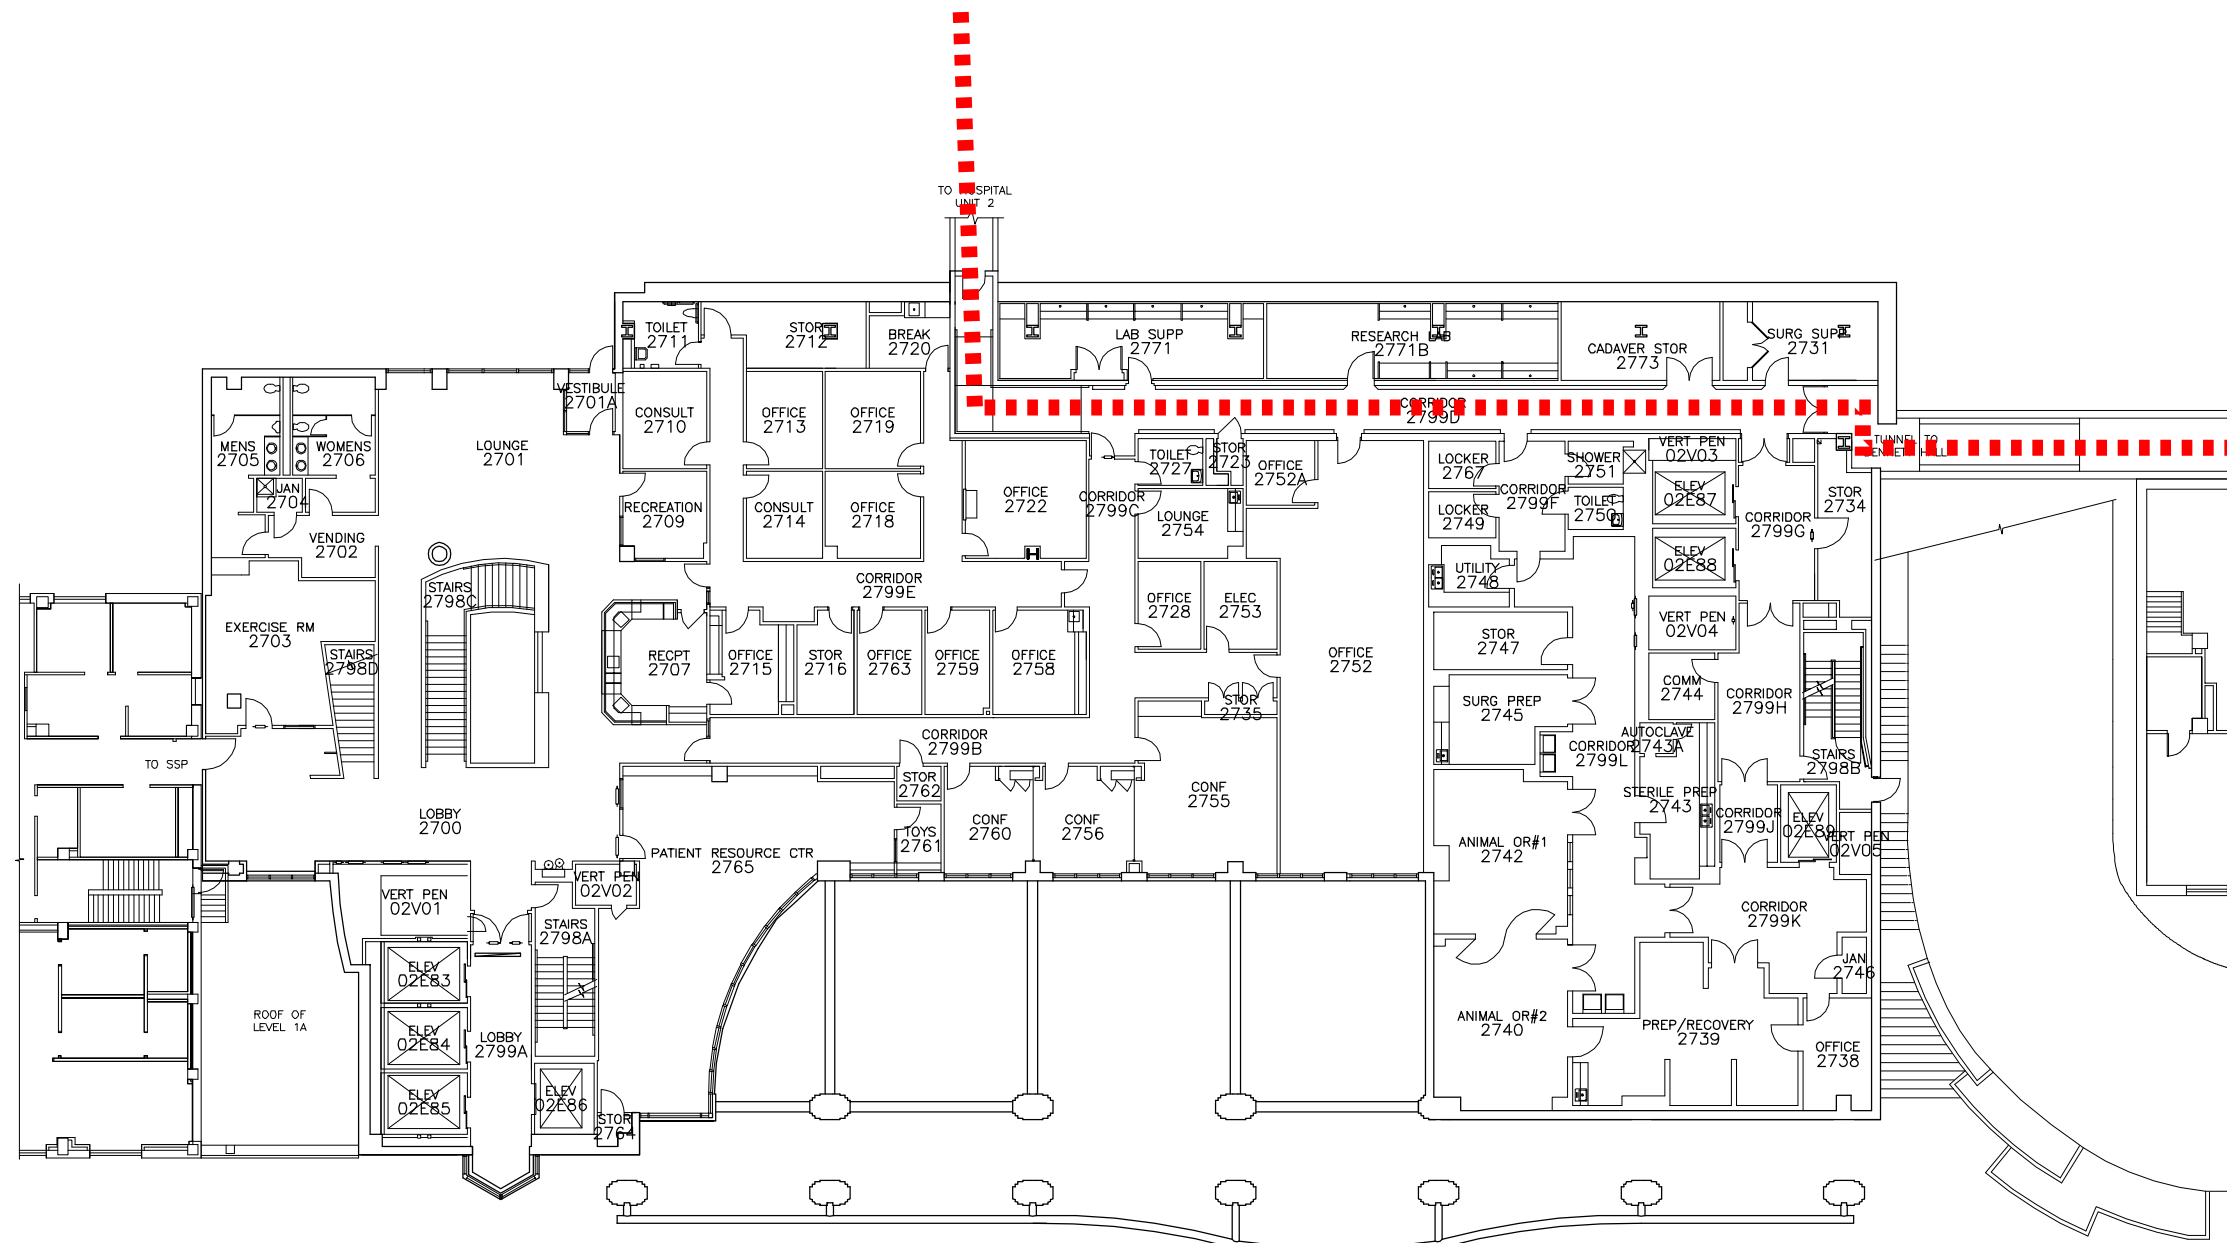 TO HOSPITAL
UNIT 2
TOILET
2711
STOR
2712
BREAK
2720
LAB SUPP
2771
RESEARCH LAB
2771B
CADAVER STOR
2773
SURG SUPP
2731
VESTIBULE
2701A
CONSULT
2710
OFFICE
2713
OFFICE
2719
CORRIDOR
2799D
MENS
2705
WOMENS
2706
LOUNGE
2701
TOILET
2727
STOR
2723
OFFICE
2752A
LOCKER
2767
SHOWER
2751
VERT PEN
02V03
TUNNEL TO
BENNETT HALL
JAN
2704
RECREATION
2709
CONSULT
2714
OFFICE
2718
OFFICE
2722
CORRIDOR
2799C
LOUNGE
2754
LOCKER
2749
CORRIDOR
2799F
TOILET
2750
ELEV
02E87
STOR
2734
CORRIDOR
2799G
VENDING
2702
ELEV
02E88
UTILITY
2748
STAIRS
2798C
CORRIDOR
2799E
OFFICE
2728
ELEC
2753
VERT PEN
02V04
EXERCISE RM
2703
STAIRS
2798D
RECPT
2707
OFFICE
2715
STOR
2716
OFFICE
2763
OFFICE
2759
OFFICE
2758
OFFICE
2752
STOR
2747
COMM
2744
CORRIDOR
2799H
STOR
2735
SURG PREP
2745
AUTOCLAVE
2743A
CORRIDOR
2799L
STAIRS
2798B
TO SSP
CORRIDOR
2799B
STOR
2762
CONF
2755
STERILE PREP
2743
LOBBY
2700
TOYS
2761
CONF
2760
CONF
2756
CORRIDOR
2799J
ELEV
02E89
VERT PEN
02V05
PATIENT RESOURCE CTR
2765
ANIMAL OR#1
2742
VERT PEN
02V01
VERT PEN
02V02
STAIRS
2798A
CORRIDOR
2799K
ELEV
02E83
JAN
2746
ROOF OF
LEVEL 1A
ELEV
02E84
LOBBY
2799A
ANIMAL OR#2
2740
PREP/RECOVERY
2739
OFFICE
2738
ELEV
02E85
ELEV
02E86
STOR
2764